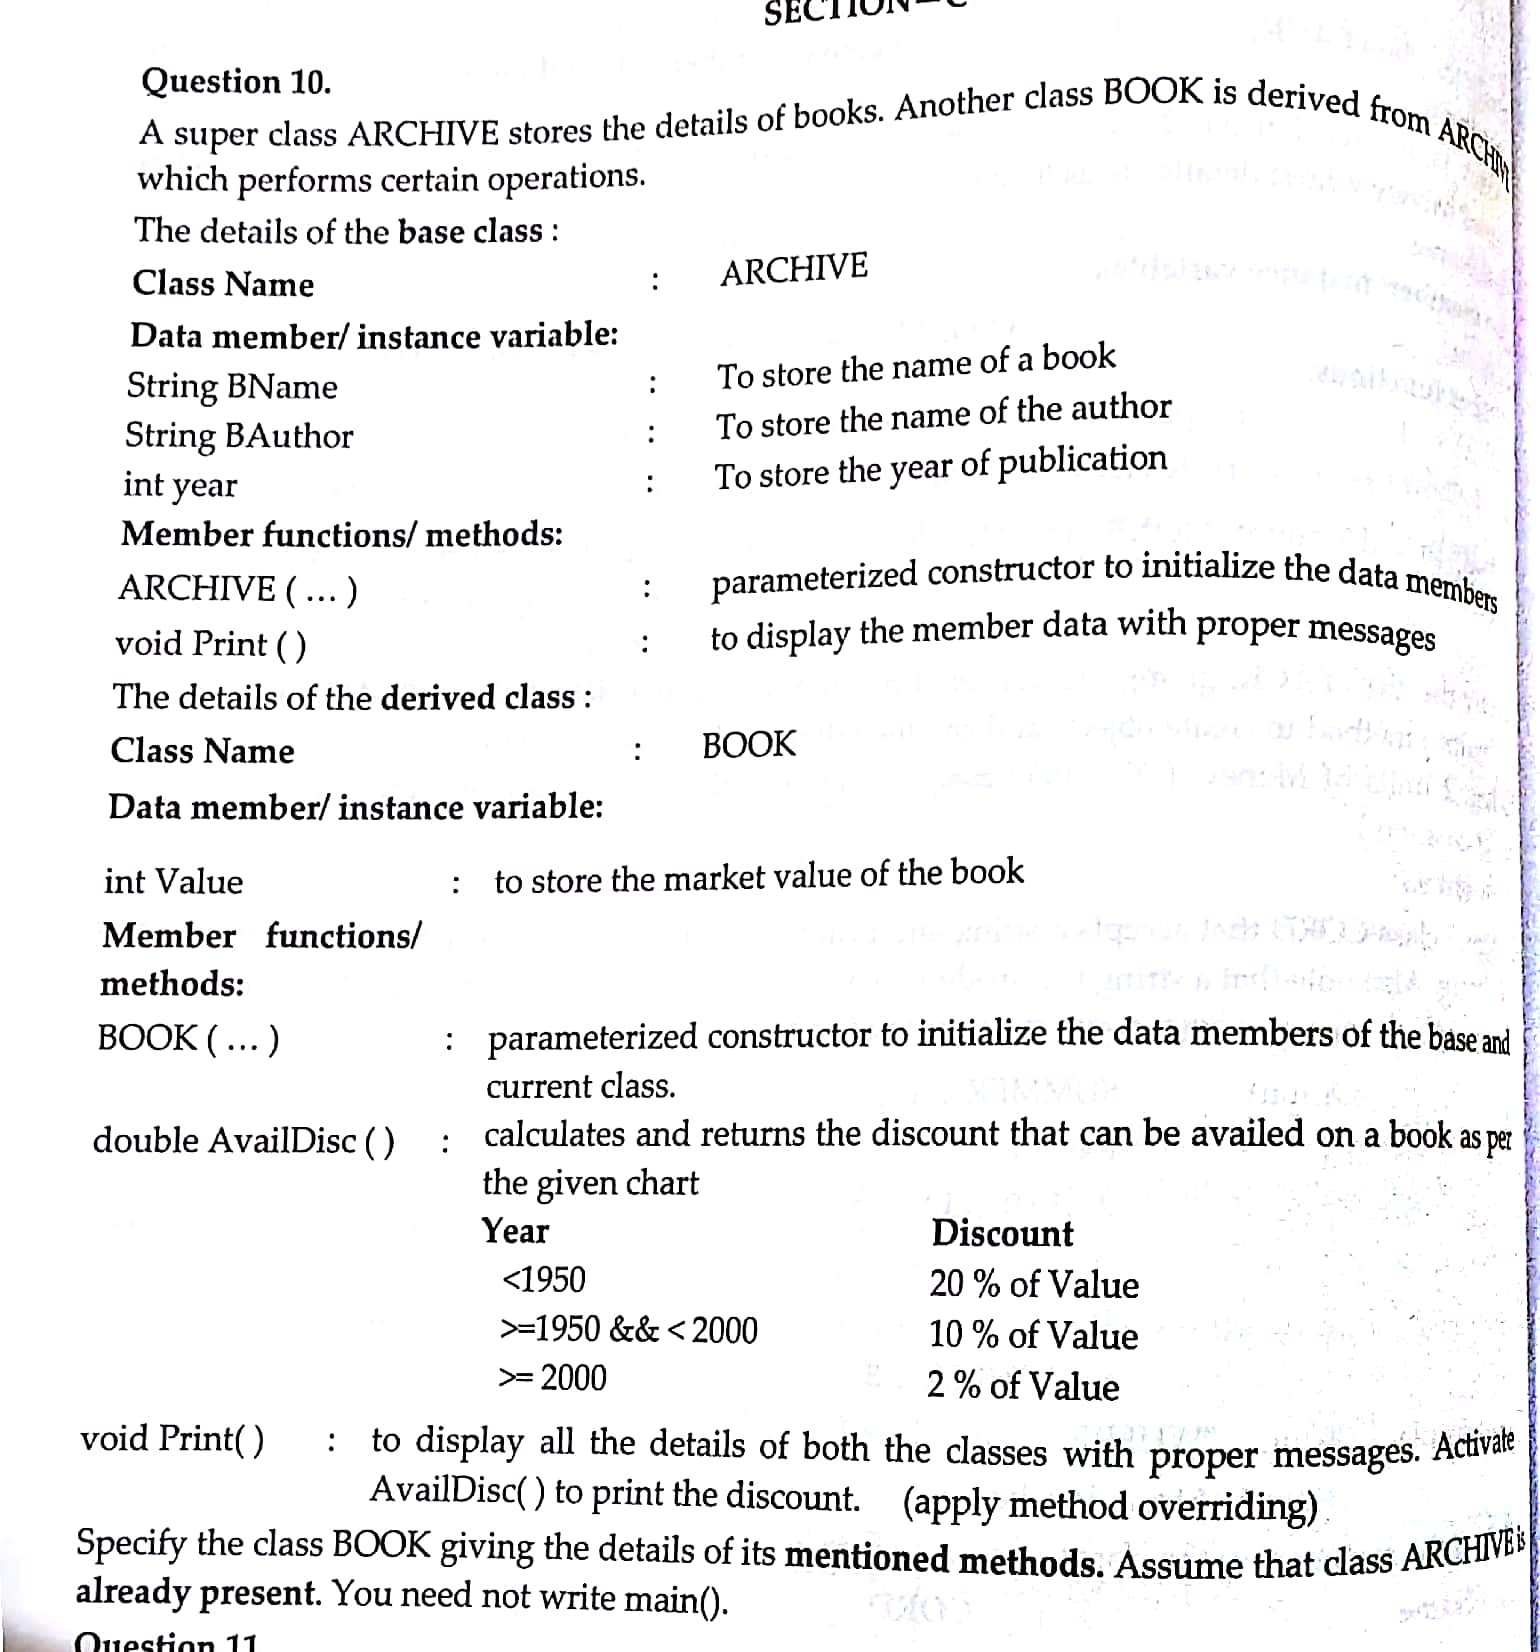 SECTION – C
Question 10.
A super class ARCHIVE stores the details of books. Another class BOOK is derived from ARCHIVE
which performs certain operations.
The details of the base class :
Class Name : ARCHIVE
Data member/ instance variable:
String BName : To store the name of a book
String BAuthor : To store the name of the author
int year : To store the year of publication
Member functions/ methods:
ARCHIVE ( ... ) : parameterized constructor to initialize the data members
void Print ( ) : to display the member data with proper messages
The details of the derived class :
Class Name : BOOK
Data member/ instance variable:
int Value : to store the market value of the book
Member functions/
methods:
BOOK ( ... ) : parameterized constructor to initialize the data members of the base and
current class.
double AvailDisc ( ) : calculates and returns the discount that can be availed on a book as per
the given chart
Year Discount
<1950 20 % of Value
>=1950 && < 2000 10 % of Value
>= 2000 2 % of Value
void Print( ) : to display all the details of both the classes with proper messages. Activate
AvailDisc( ) to print the discount. (apply method overriding)
Specify the class BOOK giving the details of its mentioned methods. Assume that class ARCHIVE is
already present. You need not write main().
Question 11